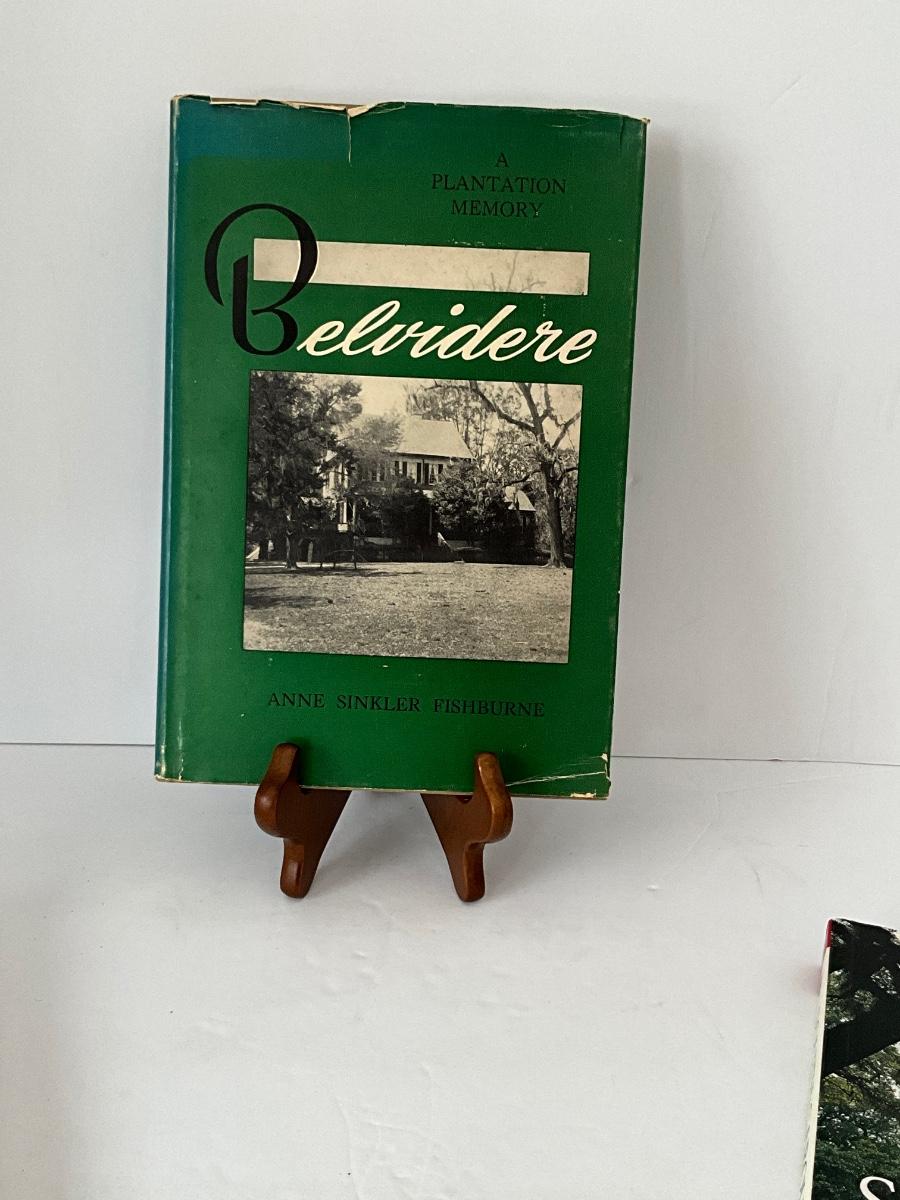 A
PLANTATION
MEMORY
Belvidere
ANNE SINKLER FISHBURNE
S